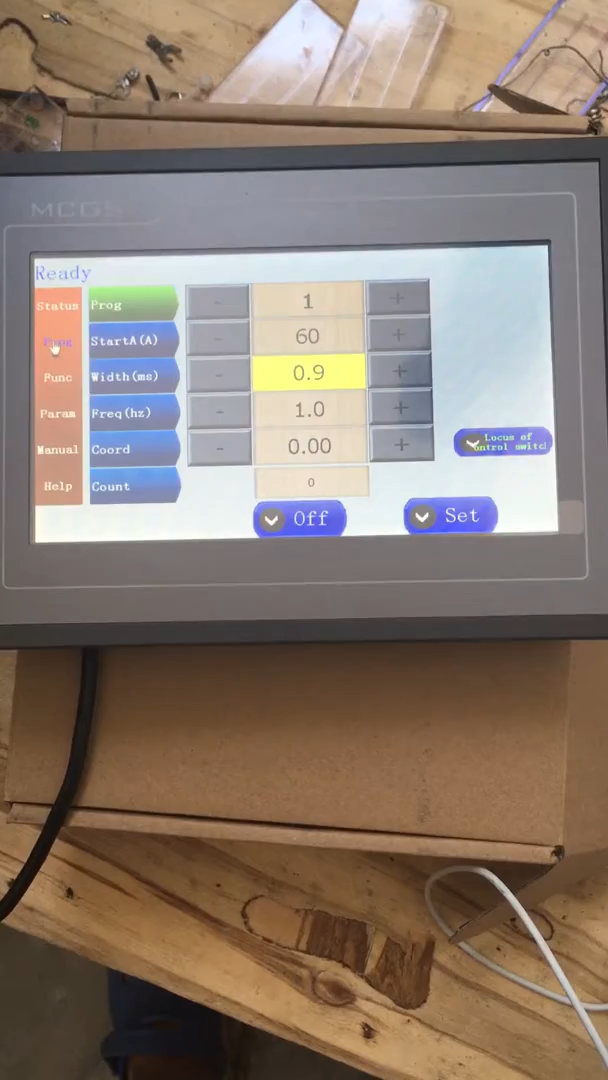 MCGS
Ready
Status
Prog
Func
Param
Manual
Help
Prog - 1 +
StartA(A) - 60 +
Width(ms) - 0.9 +
Freq(hz) - 1.0 +
Coord - 0.00 +
Count 0
Locus of
ontrol switc
Off
Set